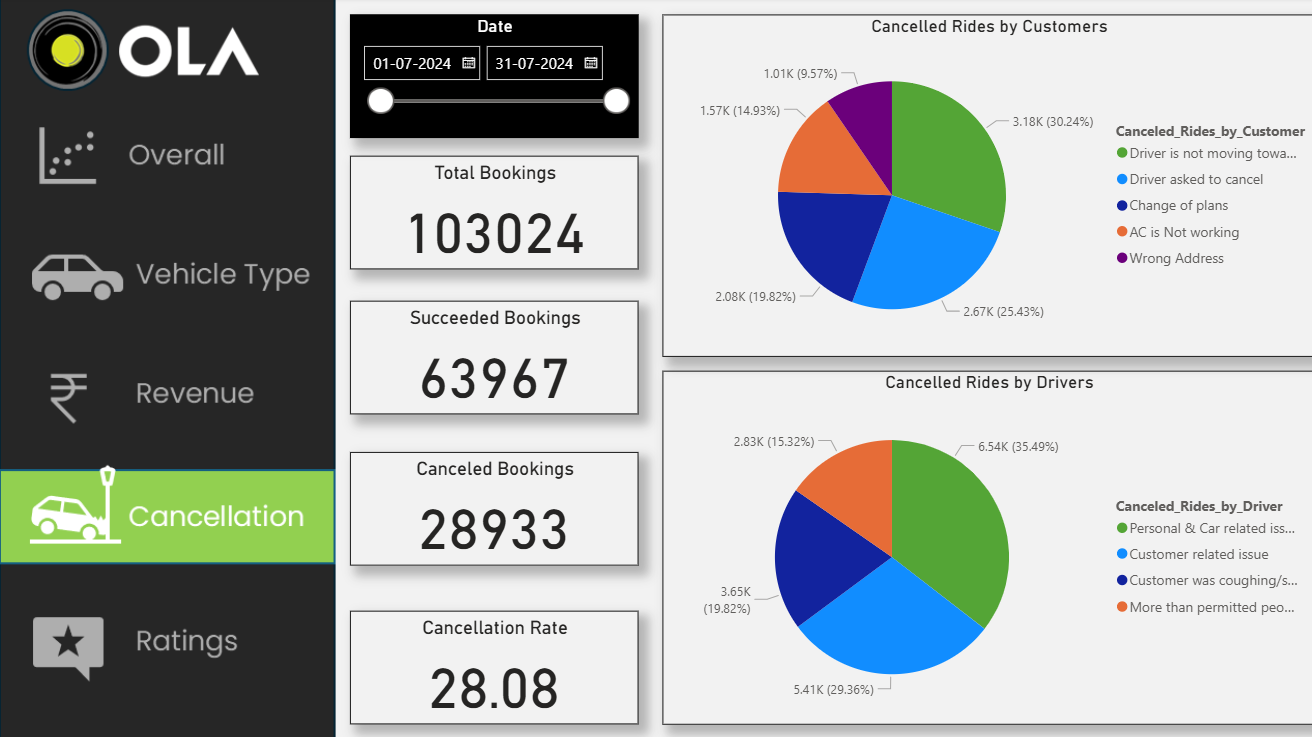 OLA
Overall
Vehicle Type
Revenue
Cancellation
Ratings
Date
01-07-2024
31-07-2024
Total Bookings
103024
Succeeded Bookings
63967
Canceled Bookings
28933
Cancellation Rate
28.08
Cancelled Rides by Customers
1.01K (9.57%)
1.57K (14.93%)
3.18K (30.24%)
2.08K (19.82%)
2.67K (25.43%)
Canceled_Rides_by_Customer
Driver is not moving towa...
Driver asked to cancel
Change of plans
AC is Not working
Wrong Address
Cancelled Rides by Drivers
2.83K (15.32%)
6.54K (35.49%)
3.65K
(19.82%)
5.41K (29.36%)
Canceled_Rides_by_Driver
Personal & Car related iss...
Customer related issue
Customer was coughing/s...
More than permitted peo...